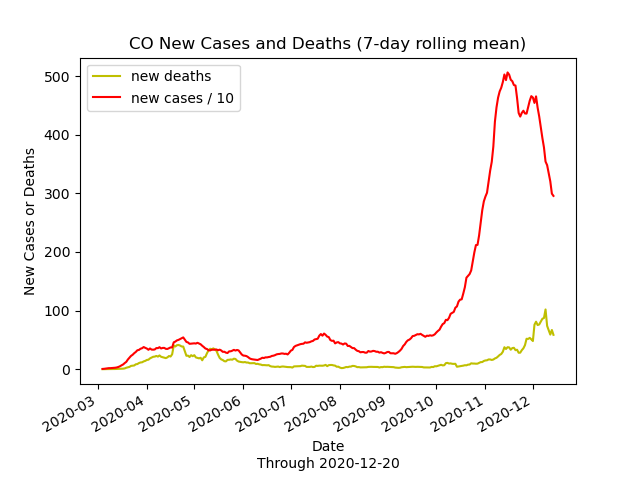 CO New Cases and Deaths (7-day rolling mean)
new deaths
new cases / 10
500
400
300
200
100
0
New Cases or Deaths
2020-03
2020-04
2020-05
2020-06
2020-07
2020-08
2020-09
2020-10
2020-11
2020-12
Date
Through 2020-12-20